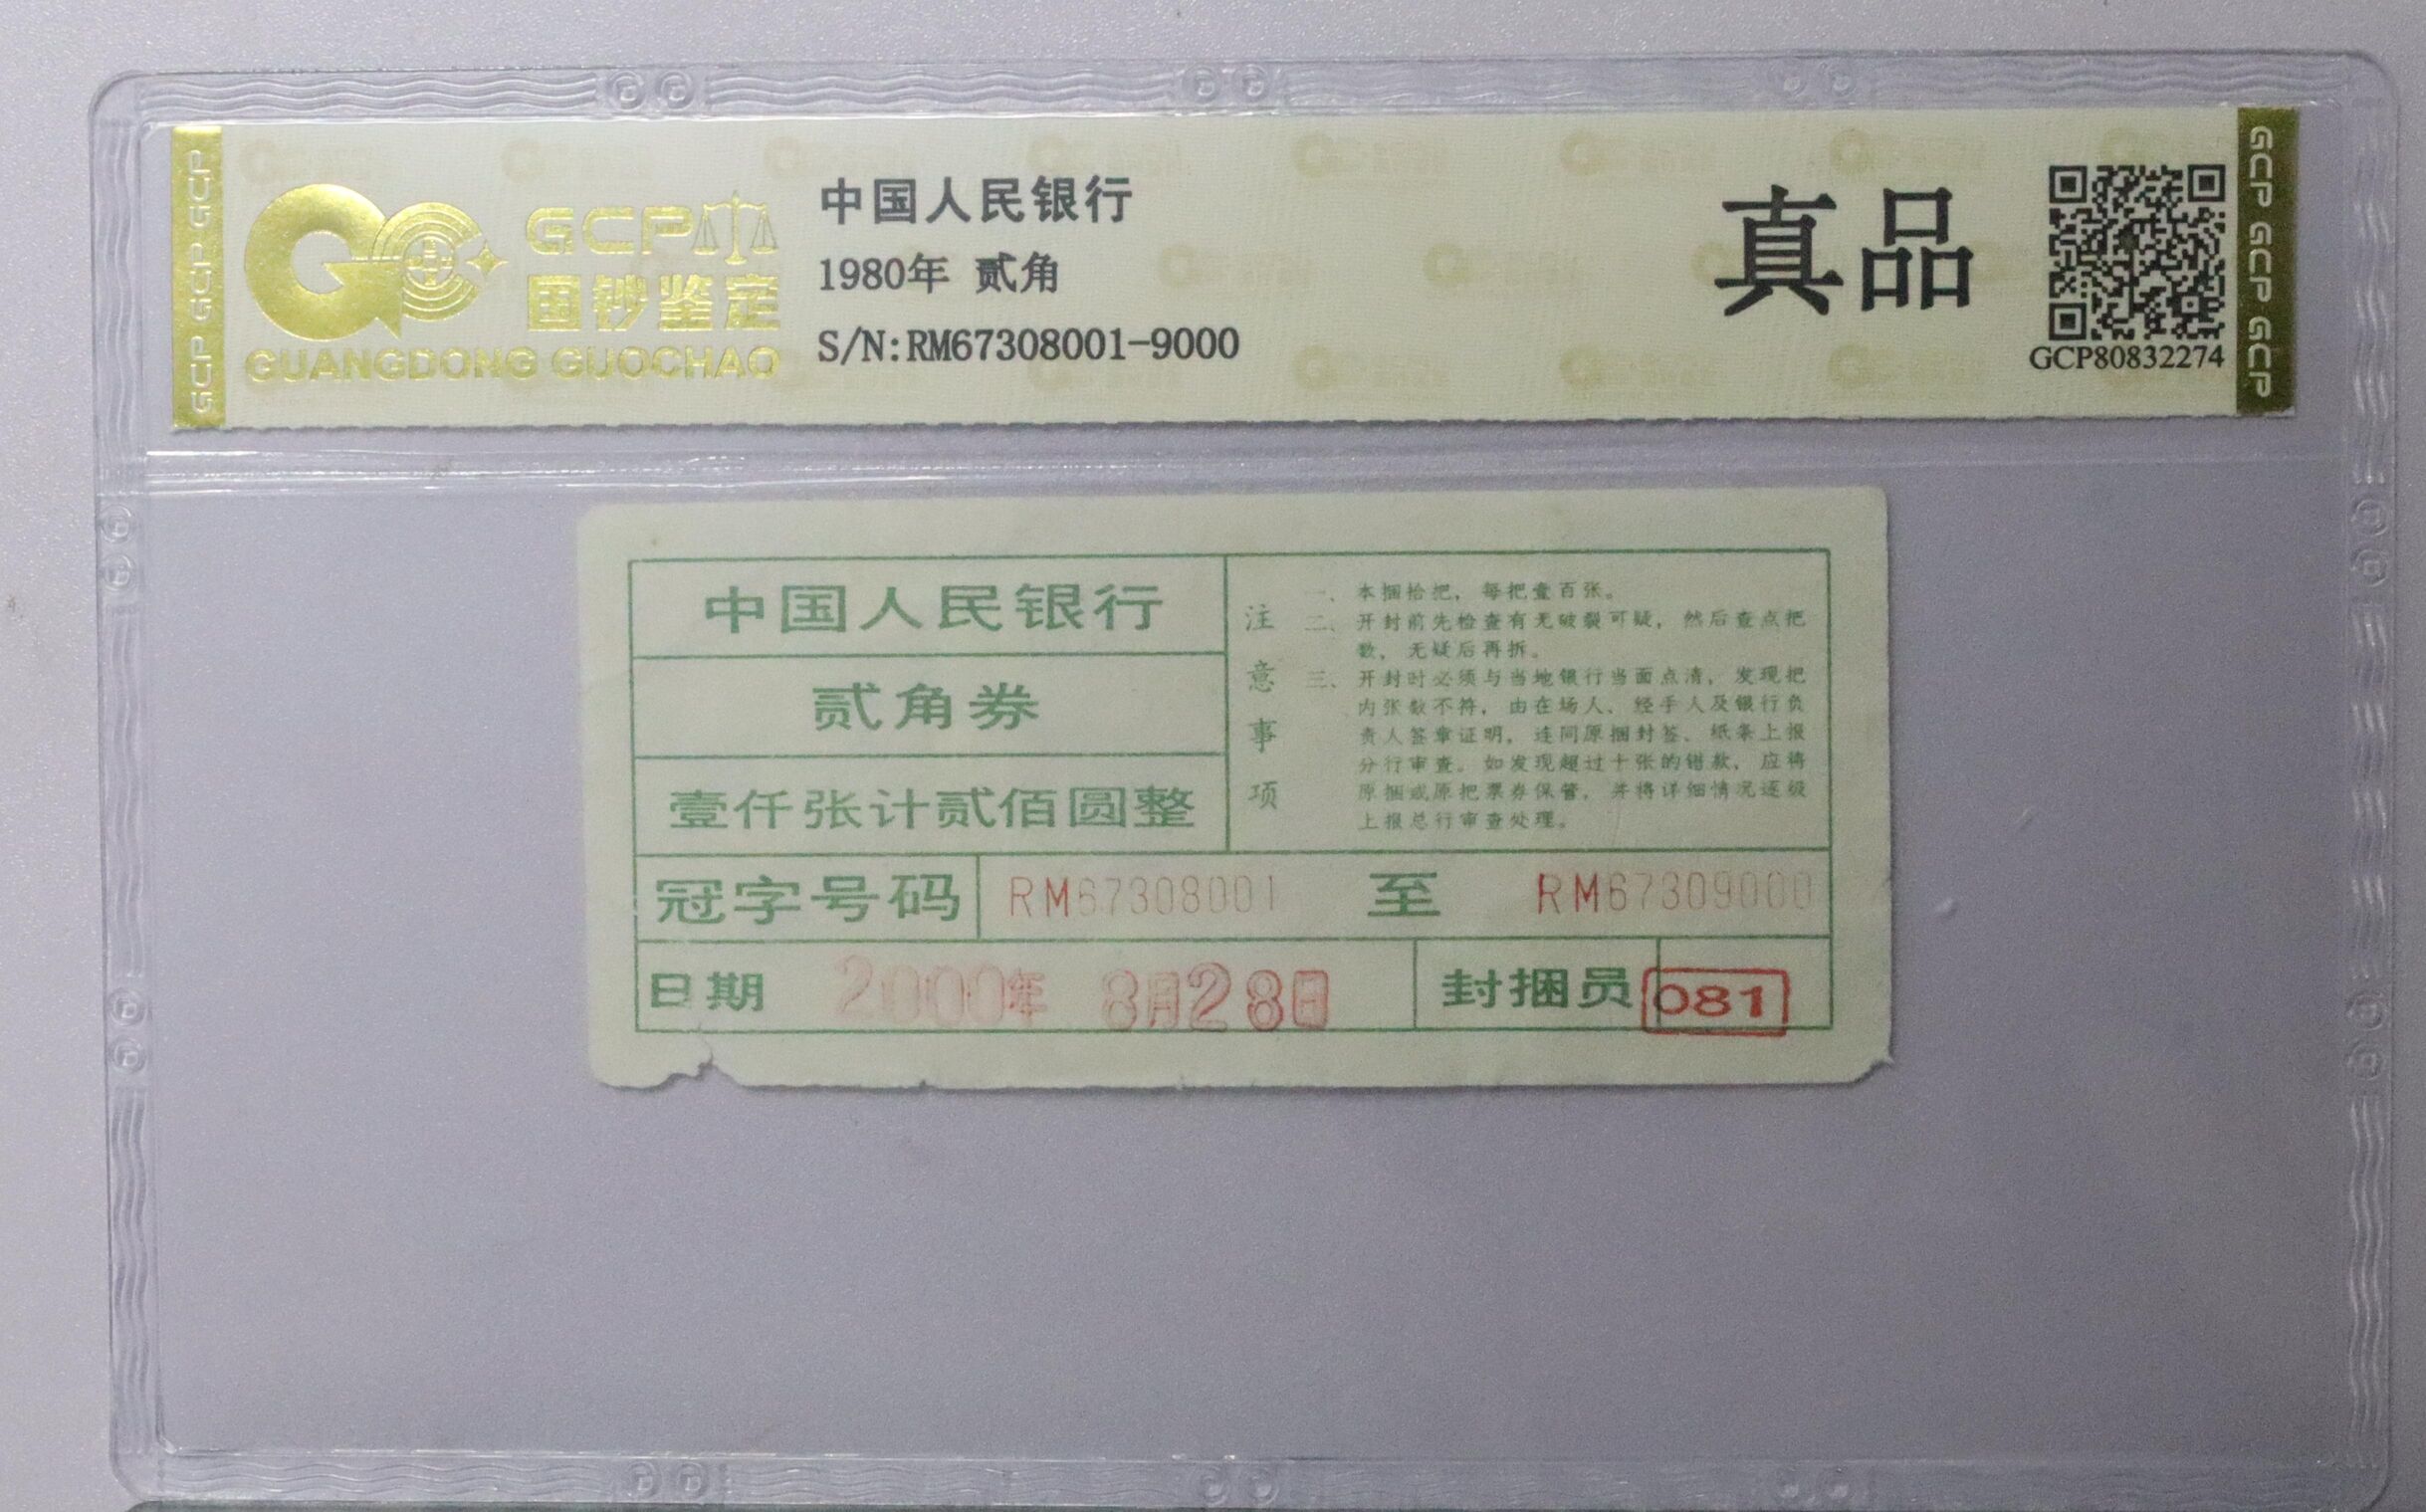 GCP GCP GCP
GCP
国钞鉴定
GUANGDONG GUOCHAO
中国人民银行
1980年 贰角
S/N:RM67308001-9000
真品
GCP80832274
GCP GCP GCP
中国人民银行
贰角券
壹仟张计贰佰圆整
注意事项
一、本捆拾把，每把壹百张。
二、开封前先检查有无破裂可疑，然后查点把
数，无疑后再拆。
三、开封时必须与当地银行当面点清，发现把
内张数不符，由在场人、经手人及银行负
责人签章证明，连同原捆封签、纸条上报
分行审查。如发现超过十张的错款，应将
原捆或原把票券保管，并将详细情况逐级
上报总行审查处理。
冠字号码 RM67308001 至 RM67309000
日期 2000年 8月28日 封捆员 081